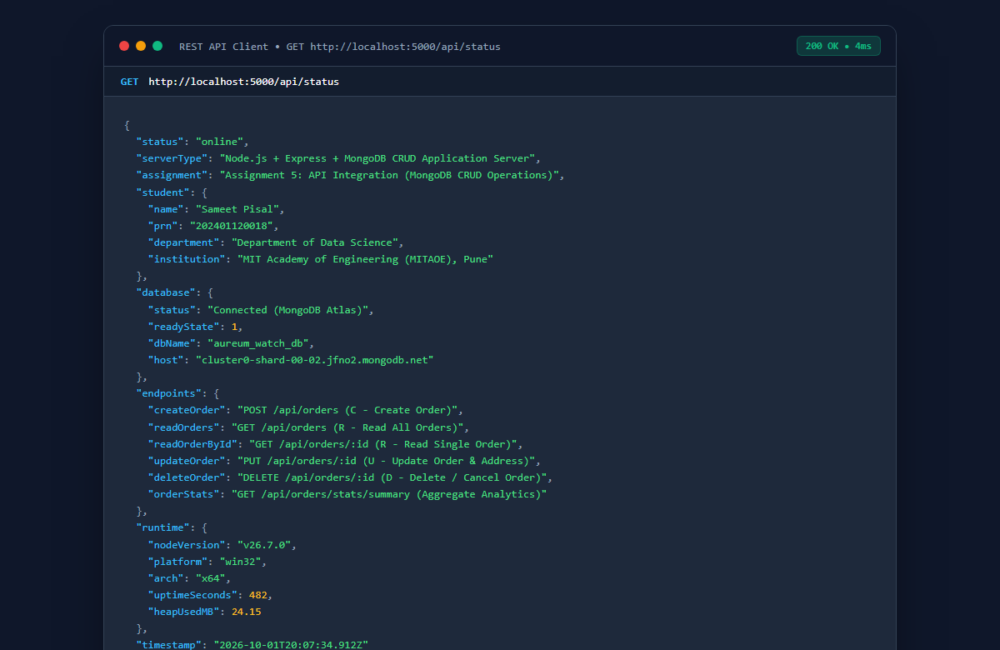 REST API Client • GET http://localhost:5000/api/status
200 OK • 4ms
GET http://localhost:5000/api/status
{
  "status": "online",
  "serverType": "Node.js + Express + MongoDB CRUD Application Server",
  "assignment": "Assignment 5: API Integration (MongoDB CRUD Operations)",
  "student": {
    "name": "Sameet Pisal",
    "prn": "202401120018",
    "department": "Department of Data Science",
    "institution": "MIT Academy of Engineering (MITAOE), Pune"
  },
  "database": {
    "status": "Connected (MongoDB Atlas)",
    "readyState": 1,
    "dbName": "aureum_watch_db",
    "host": "cluster0-shard-00-02.jfno2.mongodb.net"
  },
  "endpoints": {
    "createOrder": "POST /api/orders (C - Create Order)",
    "readOrders": "GET /api/orders (R - Read All Orders)",
    "readOrderById": "GET /api/orders/:id (R - Read Single Order)",
    "updateOrder": "PUT /api/orders/:id (U - Update Order & Address)",
    "deleteOrder": "DELETE /api/orders/:id (D - Delete / Cancel Order)",
    "orderStats": "GET /api/orders/stats/summary (Aggregate Analytics)"
  },
  "runtime": {
    "nodeVersion": "v26.7.0",
    "platform": "win32",
    "arch": "x64",
    "uptimeSeconds": 482,
    "heapUsedMB": 24.15
  },
  "timestamp": "2026-10-01T20:07:34.912Z"